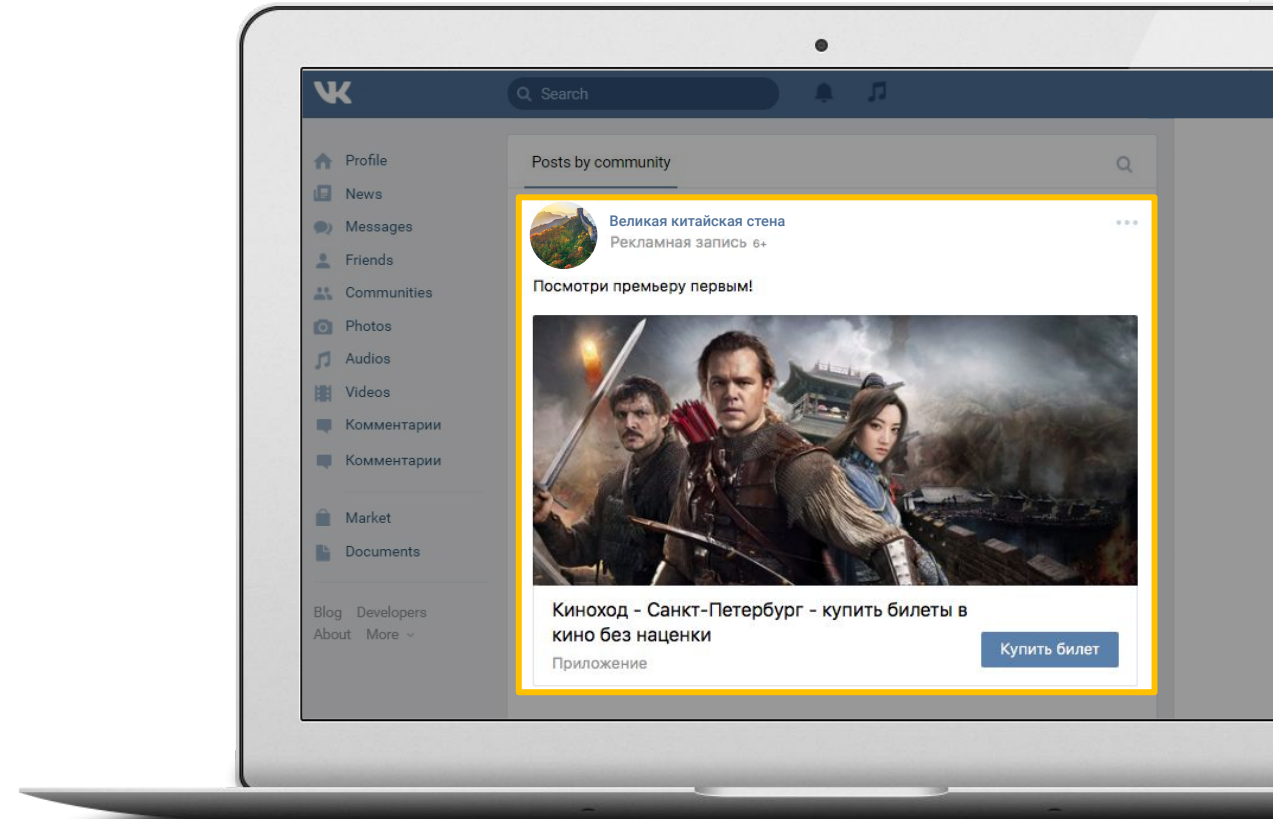 VK
Search
Profile
News
Messages
Friends
Communities
Photos
Audios
Videos
Комментарии
Комментарии
Market
Documents
Blog Developers
About More
Posts by community
Великая китайская стена
Рекламная запись 6+
Посмотри премьеру первым!
Киноход - Санкт-Петербург - купить билеты в
кино без наценки
Приложение
Купить билет